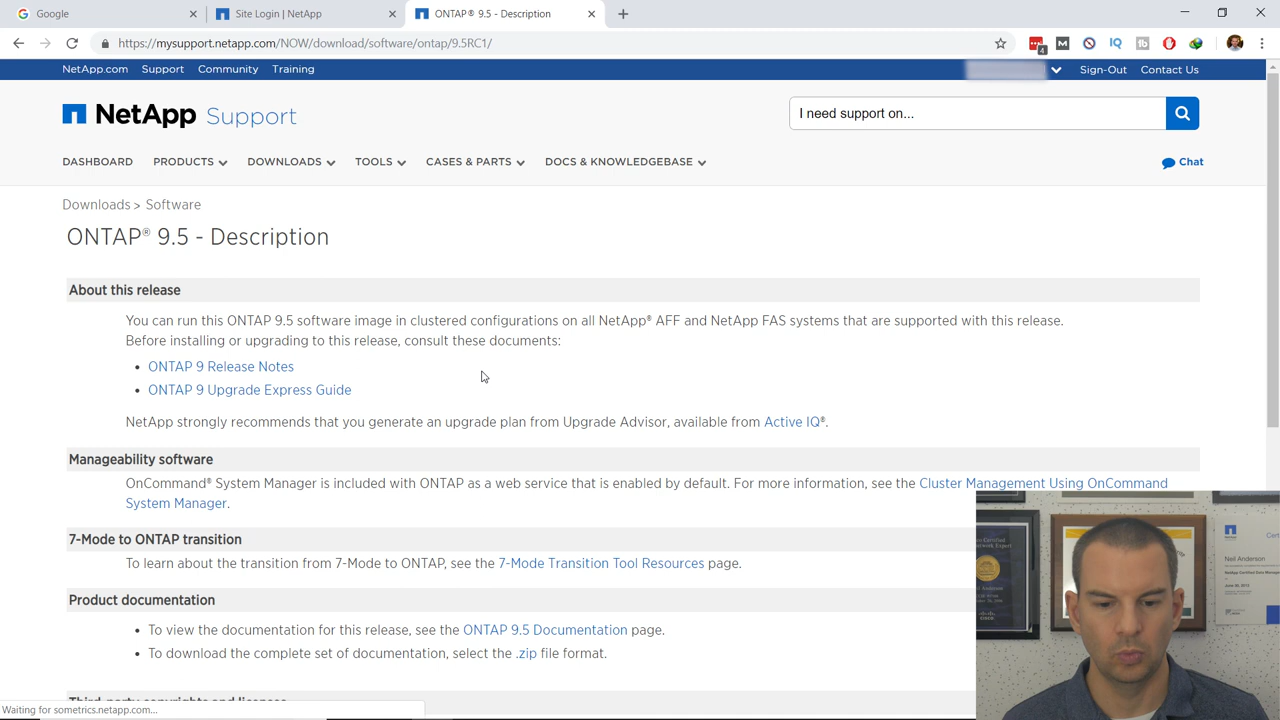 Google
Site Login | NetApp
ONTAP® 9.5 - Description
https://mysupport.netapp.com/NOW/download/software/ontap/9.5RC1/
4
NetApp.com Support Community Training
Sign-Out Contact Us
NetApp Support
I need support on...
DASHBOARD PRODUCTS DOWNLOADS TOOLS CASES & PARTS DOCS & KNOWLEDGEBASE
Chat
Downloads > Software
ONTAP® 9.5 - Description
About this release
You can run this ONTAP 9.5 software image in clustered configurations on all NetApp® AFF and NetApp FAS systems that are supported with this release.
Before installing or upgrading to this release, consult these documents:
• ONTAP 9 Release Notes
• ONTAP 9 Upgrade Express Guide
NetApp strongly recommends that you generate an upgrade plan from Upgrade Advisor, available from Active IQ®.
Manageability software
OnCommand® System Manager is included with ONTAP as a web service that is enabled by default. For more information, see the Cluster Management Using OnCommand
System Manager.
7-Mode to ONTAP transition
To learn about the transition from 7-Mode to ONTAP, see the 7-Mode Transition Tool Resources page.
Product documentation
• To view the documentation for this release, see the ONTAP 9.5 Documentation page.
• To download the complete set of documentation, select the .zip file format.
Third-party copyrights and licenses
Waiting for sometrics.netapp.com...
Neil Anderson